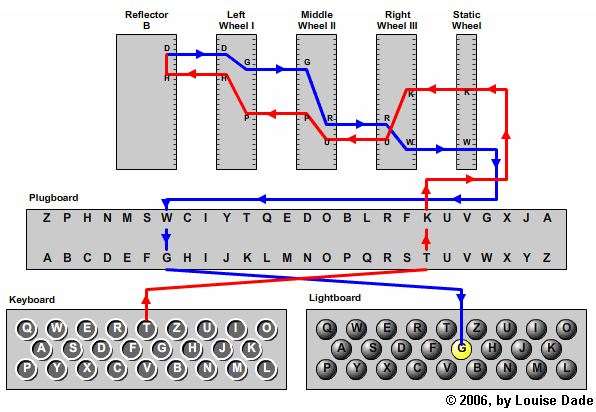 Reflector B
Left Wheel I
Middle Wheel II
Right Wheel III
Static Wheel
D D
G G
H H
K K
P P R R
U U W W
Plugboard
Z P H N M S W C I Y T Q E D O B L R F K U V G X J A
A B C D E F G H I J K L M N O P Q R S T U V W X Y Z
Keyboard
Q W E R T Z U I O
A S D F G H J K
P Y X C V B N M L
Lightboard
Q W E R T Z U I O
A S D F G H J K
P Y X C V B N M L
© 2006, by Louise Dade